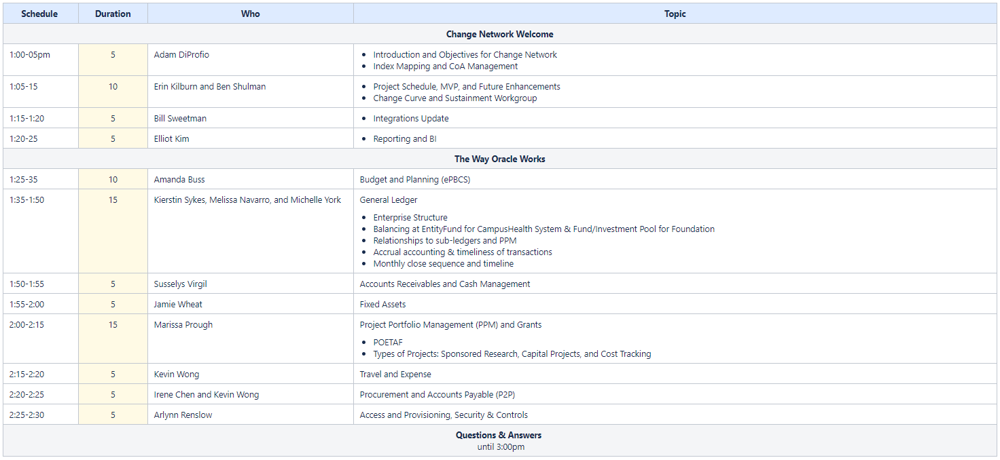 Schedule Duration Who Topic
Change Network Welcome
1:00-05pm 5 Adam DiProfio • Introduction and Objectives for Change Network
• Index Mapping and CoA Management
1:05-15 10 Erin Kilburn and Ben Shulman • Project Schedule, MVP, and Future Enhancements
• Change Curve and Sustainment Workgroup
1:15-1:20 5 Bill Sweetman • Integrations Update
1:20-25 5 Elliot Kim • Reporting and BI
The Way Oracle Works
1:25-35 10 Amanda Buss Budget and Planning (ePBCS)
1:35-1:50 15 Kierstin Sykes, Melissa Navarro, and Michelle York General Ledger
• Enterprise Structure
• Balancing at EntityFund for CampusHealth System & Fund/Investment Pool for Foundation
• Relationships to sub-ledgers and PPM
• Accrual accounting & timeliness of transactions
• Monthly close sequence and timeline
1:50-1:55 5 Susselys Virgil Accounts Receivables and Cash Management
1:55-2:00 5 Jamie Wheat Fixed Assets
2:00-2:15 15 Marissa Prough Project Portfolio Management (PPM) and Grants
• POETAF
• Types of Projects: Sponsored Research, Capital Projects, and Cost Tracking
2:15-2:20 5 Kevin Wong Travel and Expense
2:20-2:25 5 Irene Chen and Kevin Wong Procurement and Accounts Payable (P2P)
2:25-2:30 5 Arlynn Renslow Access and Provisioning, Security & Controls
Questions & Answers
until 3:00pm